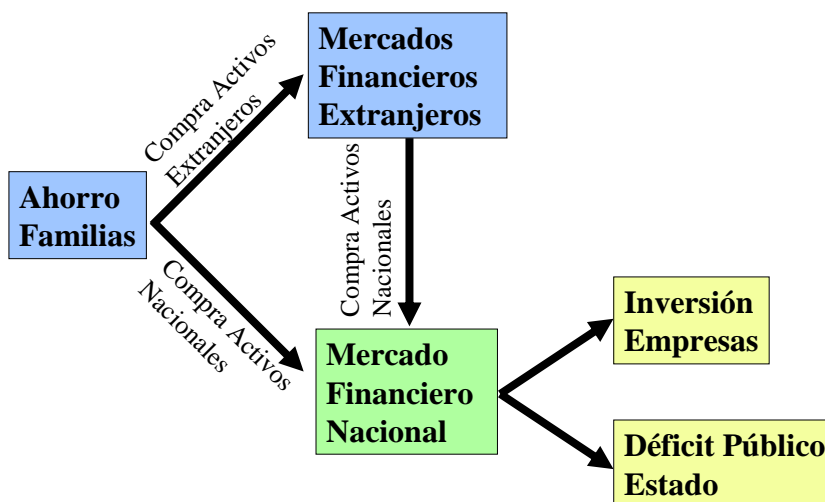 Mercados
Financieros
Extranjeros
Compra Activos
Extranjeros
Ahorro
Familias
Compra Activos
Nacionales
Compra Activos
Nacionales
Mercado
Financiero
Nacional
Inversión
Empresas
Déficit Público
Estado